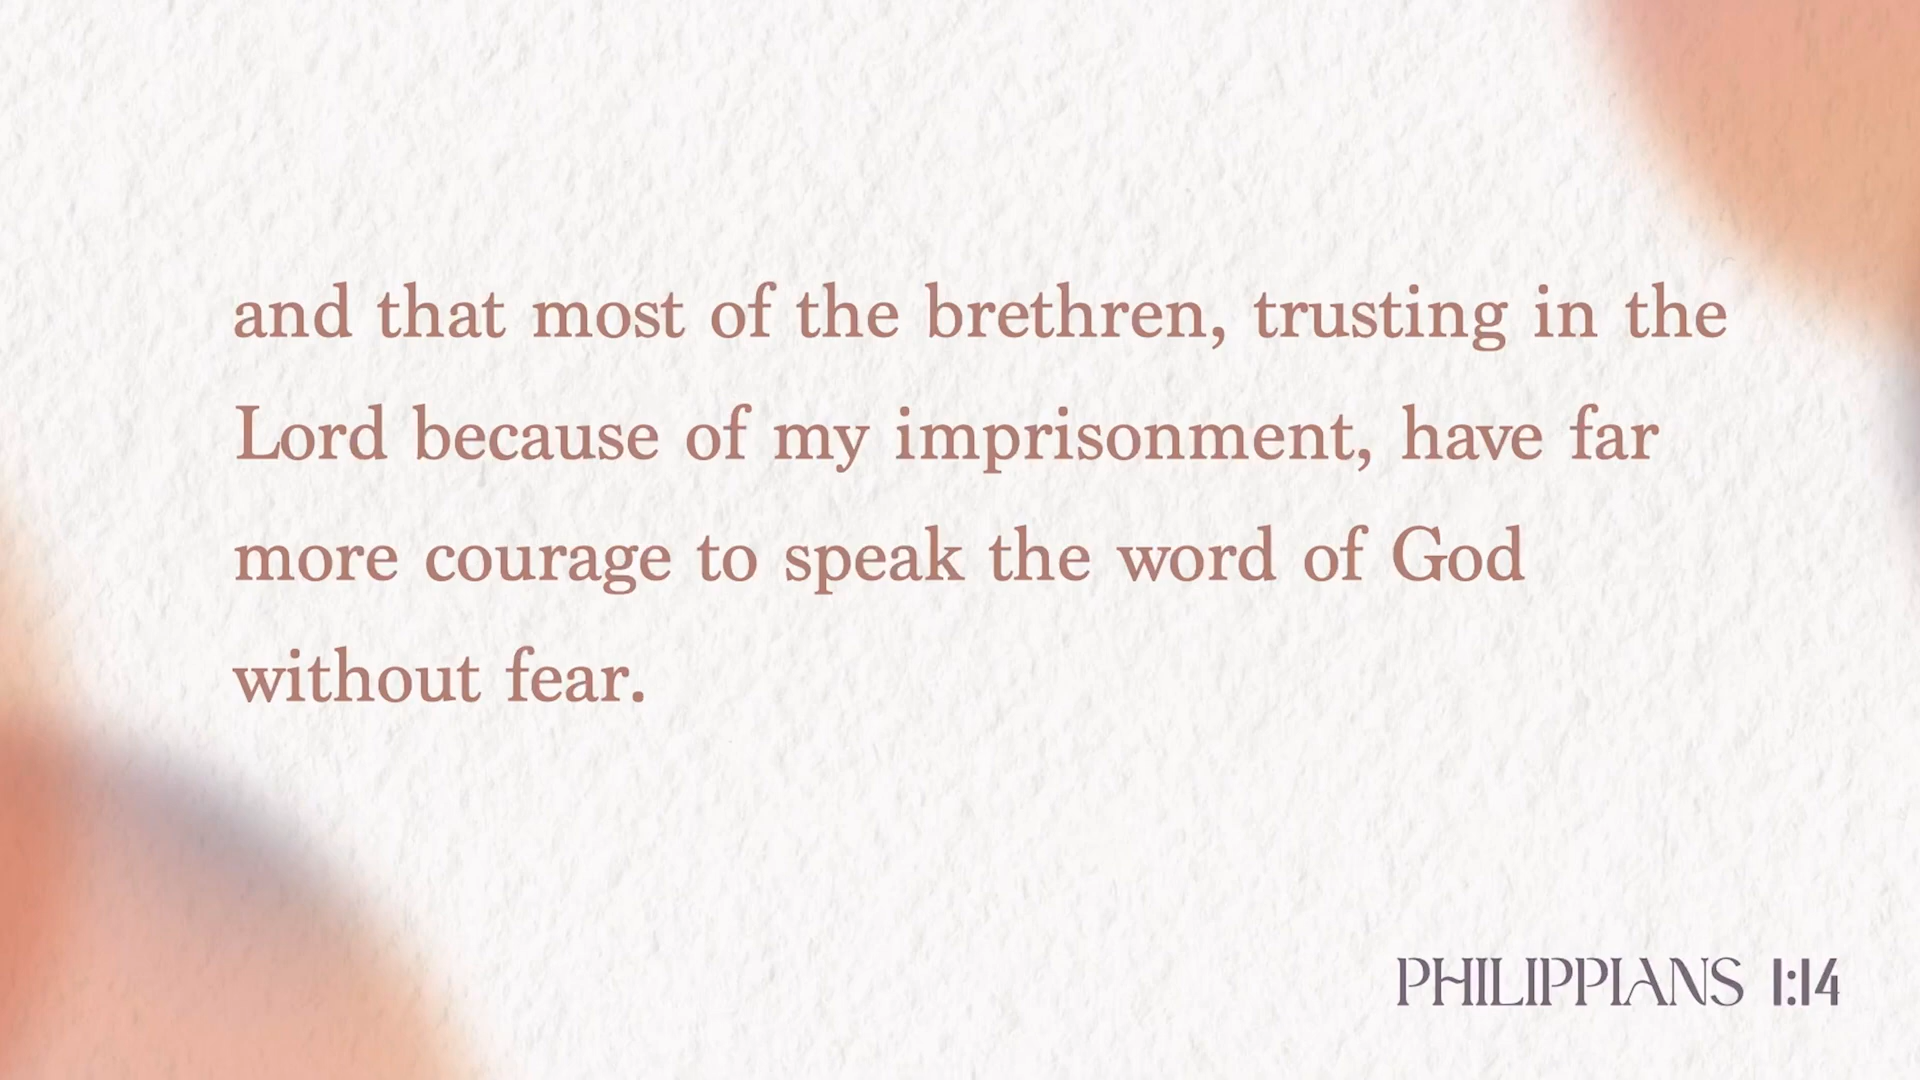 and that most of the brethren, trusting in the
Lord because of my imprisonment, have far
more courage to speak the word of God
without fear.
PHILIPPIANS 1:14